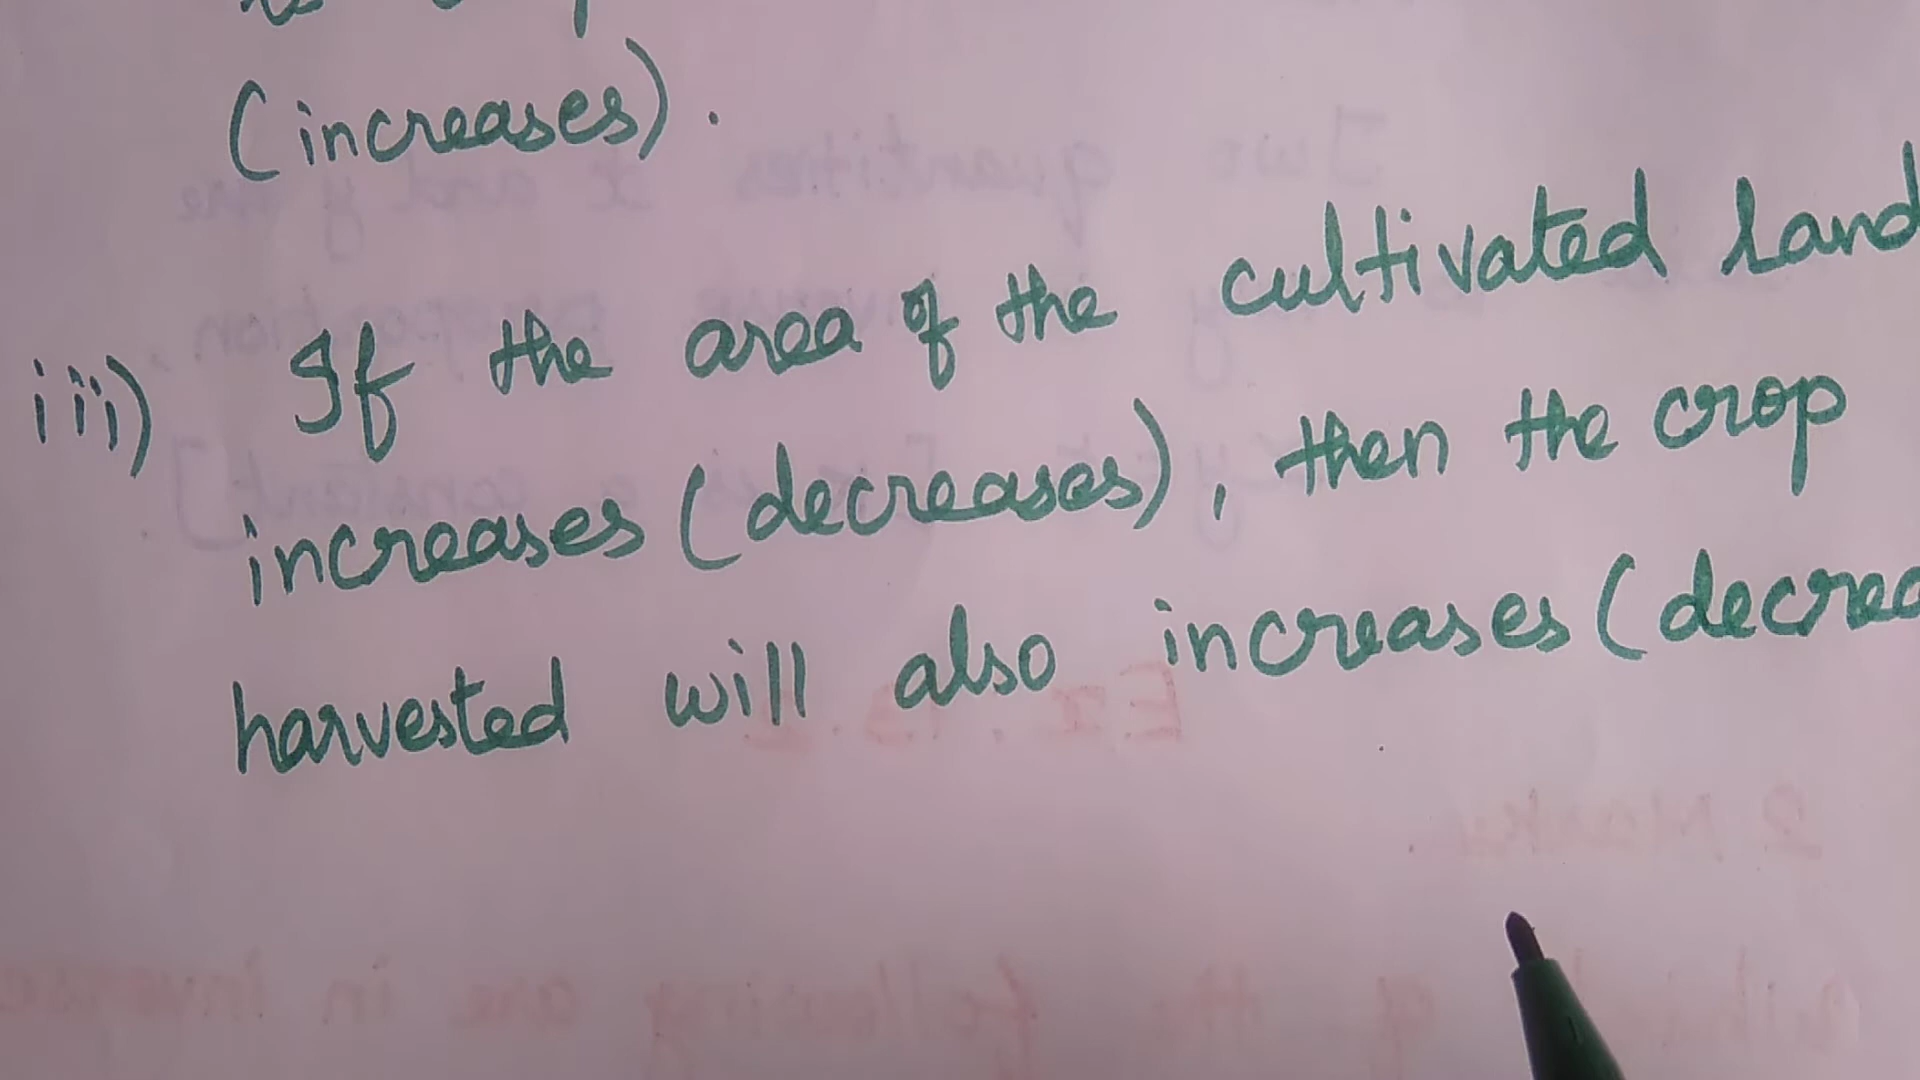 (increases).
iii) If the area of the cultivated land
increases (decreases), then the crop
harvested will also increases (decrea